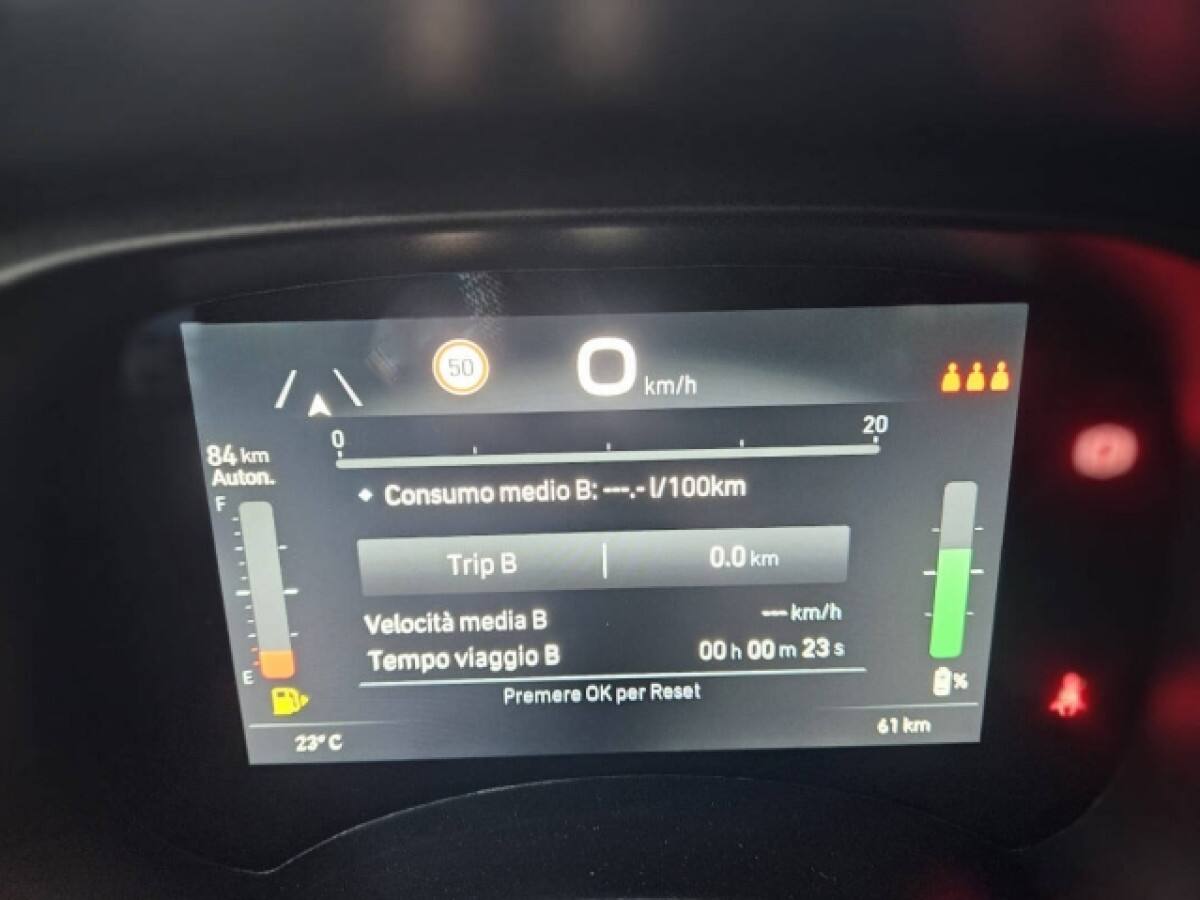 50
0 km/h
0 20
84 km
Auton.
F
Consumo medio B: ---.- l/100km
Trip B | 0.0 km
Velocità media B --- km/h
Tempo viaggio B 00 h 00 m 23 s
E
%
Premere OK per Reset
23° C
61 km